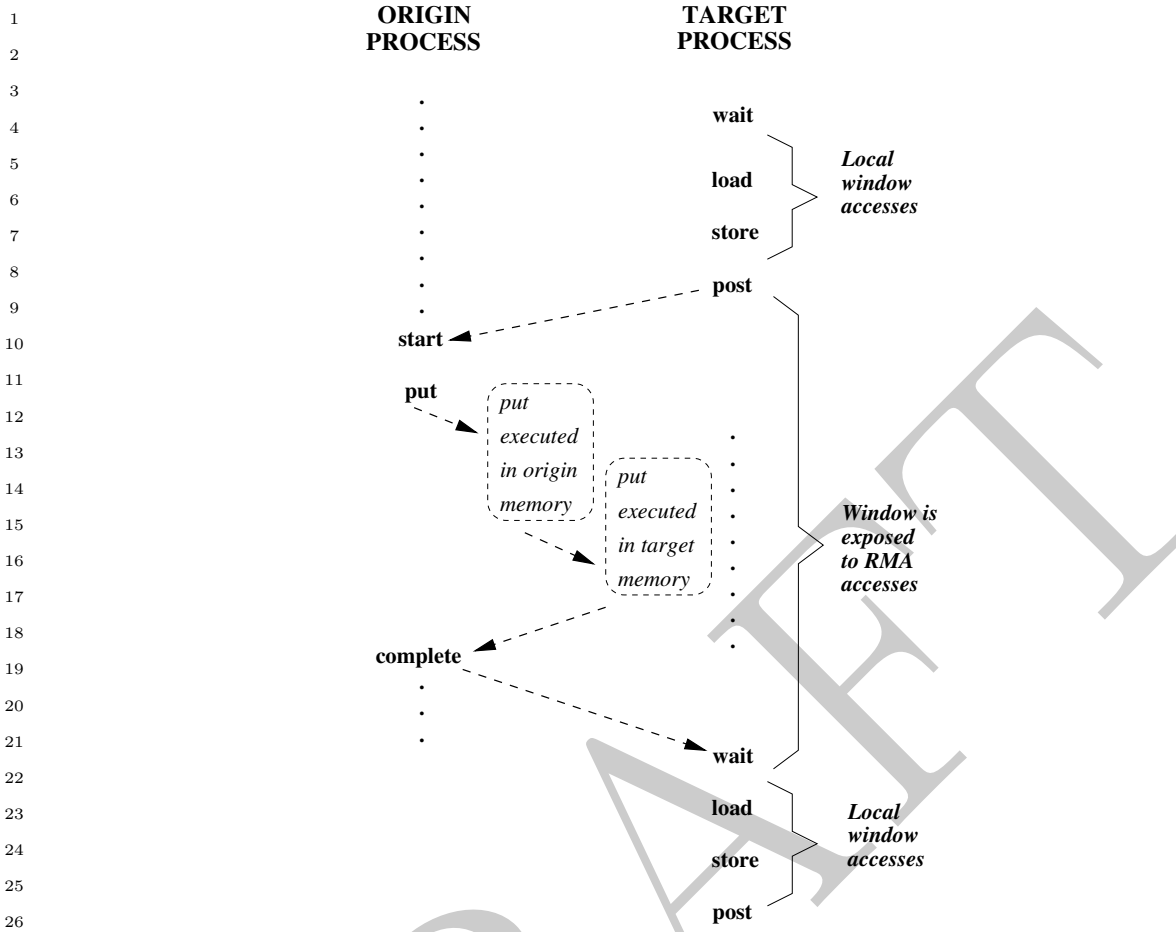 1
2
3
4
5
6
7
8
9
10
11
12
13
14
15
16
17
18
19
20
21
22
23
24
25
26
ORIGIN
PROCESS
TARGET
PROCESS
wait
load
store
post
Local
window
accesses
start
put
put
executed
in origin
memory
put
executed
in target
memory
Window is
exposed
to RMA
accesses
complete
wait
load
store
post
Local
window
accesses
DRAFT